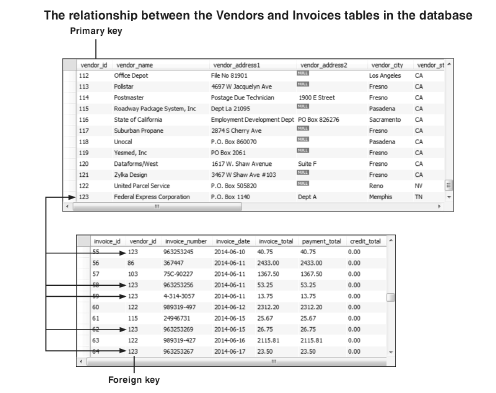 The relationship between the Vendors and Invoices tables in the database
Primary key
vendor_id vendor_name vendor_address1 vendor_address2 vendor_city vendor_st
112 Office Depot File No 81901 NULL Los Angeles CA
113 Pollstar 4697 W Jacquelyn Ave NULL Fresno CA
114 Postmaster Postage Due Technician 1900 E Street Fresno CA
115 Roadway Package System, Inc Dept La 21095 NULL Pasadena CA
116 State of California Employment Development Dept PO Box 826276 Sacramento CA
117 Suburban Propane 2874 S Cherry Ave NULL Fresno CA
118 Unocal P.O. Box 860070 NULL Pasadena CA
119 Yesmed, Inc PO Box 2061 NULL Fresno CA
120 Dataforms/West 1617 W. Shaw Avenue Suite F Fresno CA
121 Zylka Design 3467 W Shaw Ave #103 NULL Fresno CA
122 United Parcel Service P.O. Box 505820 NULL Reno NV
123 Federal Express Corporation P.O. Box 1140 Dept A Memphis TN
invoice_id vendor_id invoice_number invoice_date invoice_total payment_total credit_total
55 123 963253245 2014-06-10 40.75 40.75 0.00
56 86 367447 2014-06-11 2433.00 2433.00 0.00
57 103 75C-90227 2014-06-11 1367.50 1367.50 0.00
58 123 963253256 2014-06-11 53.25 53.25 0.00
59 123 4-314-3057 2014-06-11 13.75 13.75 0.00
60 122 989319-497 2014-06-12 2312.20 2312.20 0.00
61 115 24946731 2014-06-15 25.67 25.67 0.00
62 123 963253269 2014-06-15 26.75 26.75 0.00
63 122 989319-427 2014-06-16 2115.81 2115.81 0.00
64 123 963253267 2014-06-17 23.50 23.50 0.00
Foreign key